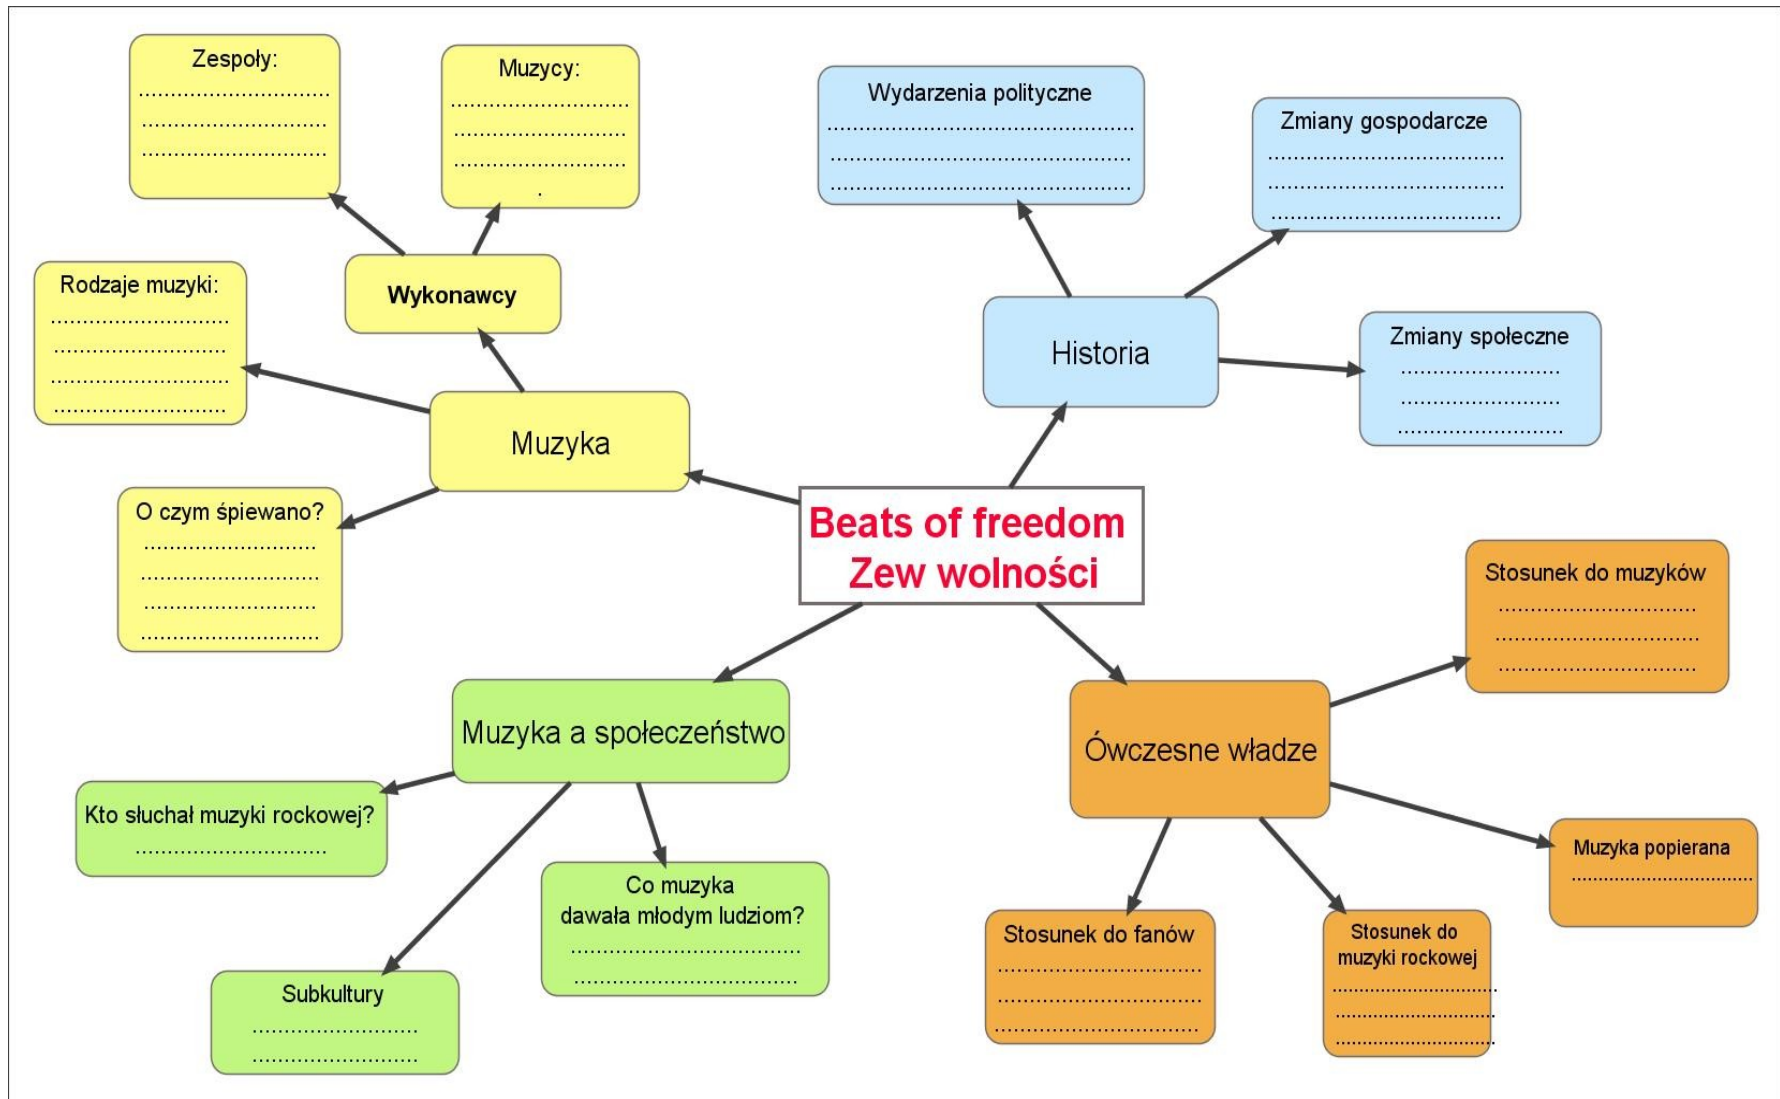 Zespoły:
..............................
.............................
.............................
Muzycy:
............................
...........................
...........................
.
Wydarzenia polityczne
................................................
...............................................
...............................................
Zmiany gospodarcze
.....................................
.....................................
....................................
Rodzaje muzyki:
............................
...........................
............................
...........................
Wykonawcy
Historia
Zmiany społeczne
.........................
........................
..........................
Muzyka
O czym śpiewano?
...........................
............................
...........................
............................
Beats of freedom
Zew wolności
Stosunek do muzyków
...............................
................................
...............................
Muzyka a społeczeństwo
Ówczesne władze
Kto słuchał muzyki rockowej?
..............................
Co muzyka
dawała młodym ludziom?
....................................
...................................
Muzyka popierana
..................................
Stosunek do fanów
................................
................................
................................
Stosunek do
muzyki rockowej
...............................
..............................
..............................
Subkultury
..........................
..........................